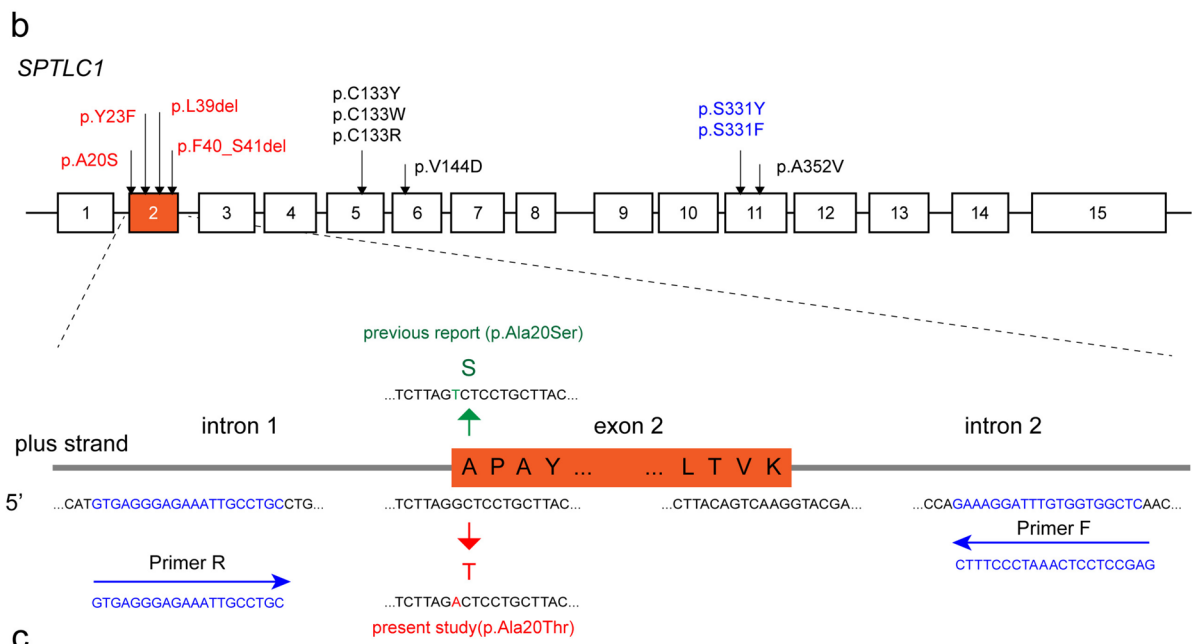 b
SPTLC1
p.C133Y
p.L39del
p.S331Y
p.Y23F
p.C133W
p.S331F
p.C133R
p.A20S
p.F40_S41del
p.V144D
p.A352V
1 2 3 4 5 6 7 8 9 10 11 12 13 14 15
previous report (p.Ala20Ser)
S
...TCTTAGTCTCCTGCTTAC...
intron 1
exon 2
intron 2
plus strand
A P A Y ... ... L T V K
5’ ...CATGTGAGGGAGAAATTGCCTGCCTG... ...TCTTAGGCTCCTGCTTAC... ...CTTACAGTCAAGGTACGA... ...CCAGAAAGGATTTGTGGTGGCTCAAC...
Primer F
Primer R
T
CTTTCCCTAAACTCCTCCGAG
GTGAGGGAGAAATTGCCTGC
...TCTTAGACTCCTGCTTAC...
present study(p.Ala20Thr)